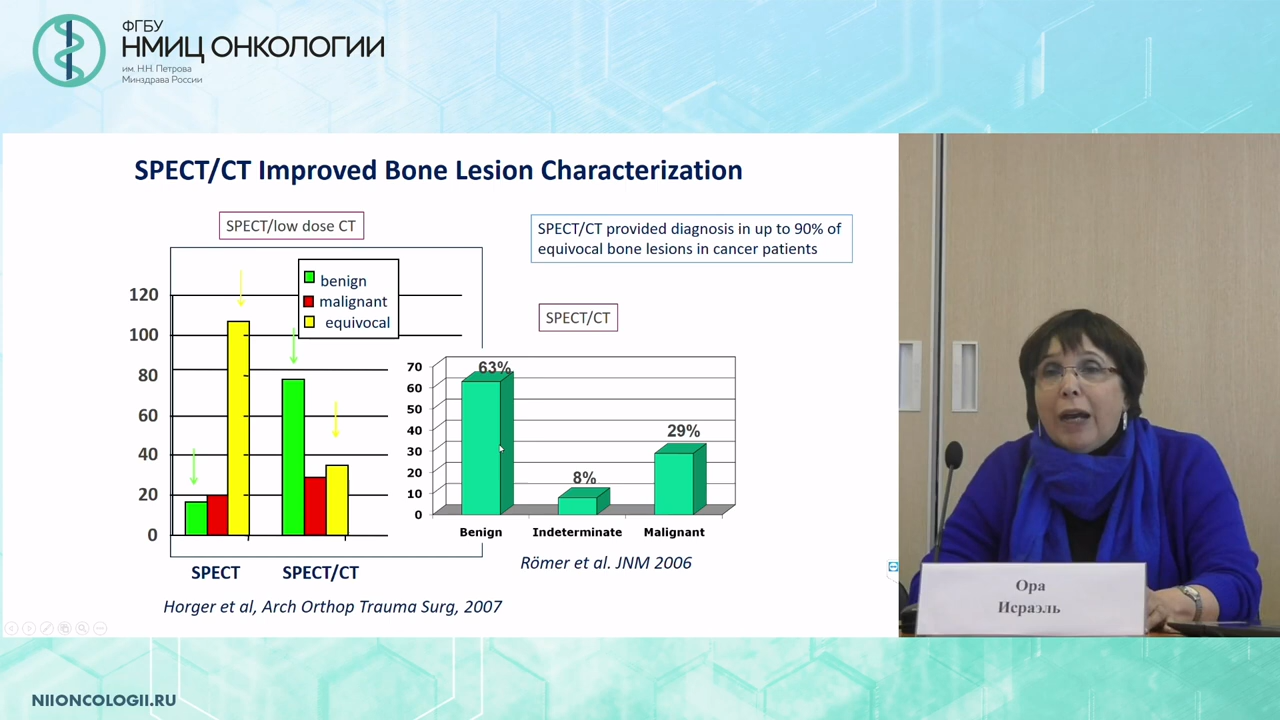 ФГБУ
НМИЦ ОНКОЛОГИИ
им. Н.Н. Петрова
Минздрава России
SPECT/CT Improved Bone Lesion Characterization
SPECT/low dose CT
benign
malignant
equivocal
120
100
80
60
40
20
0
SPECT
SPECT/CT
Horger et al, Arch Orthop Trauma Surg, 2007
SPECT/CT provided diagnosis in up to 90% of
equivocal bone lesions in cancer patients
SPECT/CT
70
60
50
40
30
20
10
0
63%
8%
29%
Benign
Indeterminate
Malignant
Römer et al. JNM 2006
Ора
Исраэль
NIIONCOLOGII.RU